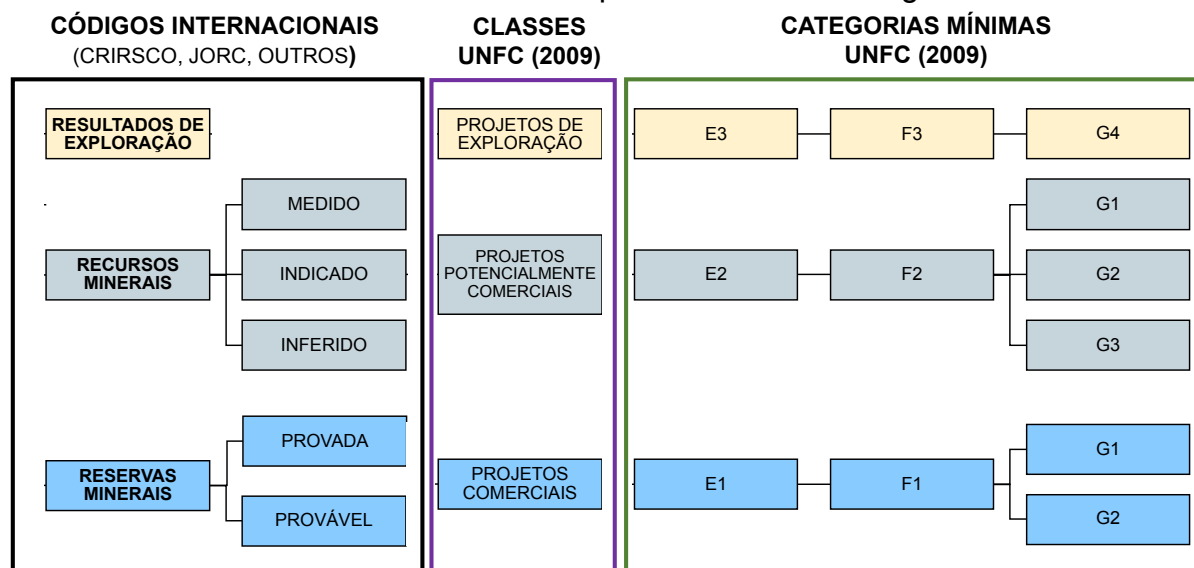 CÓDIGOS INTERNACIONAIS
(CRIRSCO, JORC, OUTROS)
CLASSES
UNFC (2009)
CATEGORIAS MÍNIMAS
UNFC (2009)
RESULTADOS DE
EXPLORAÇÃO
PROJETOS DE
EXPLORAÇÃO
E3
F3
G4
RECURSOS
MINERAIS
MEDIDO
INDICADO
INFERIDO
PROJETOS
POTENCIALMENTE
COMERCIAIS
E2
F2
G1
G2
G3
RESERVAS
MINERAIS
PROVADA
PROVÁVEL
PROJETOS
COMERCIAIS
E1
F1
G1
G2